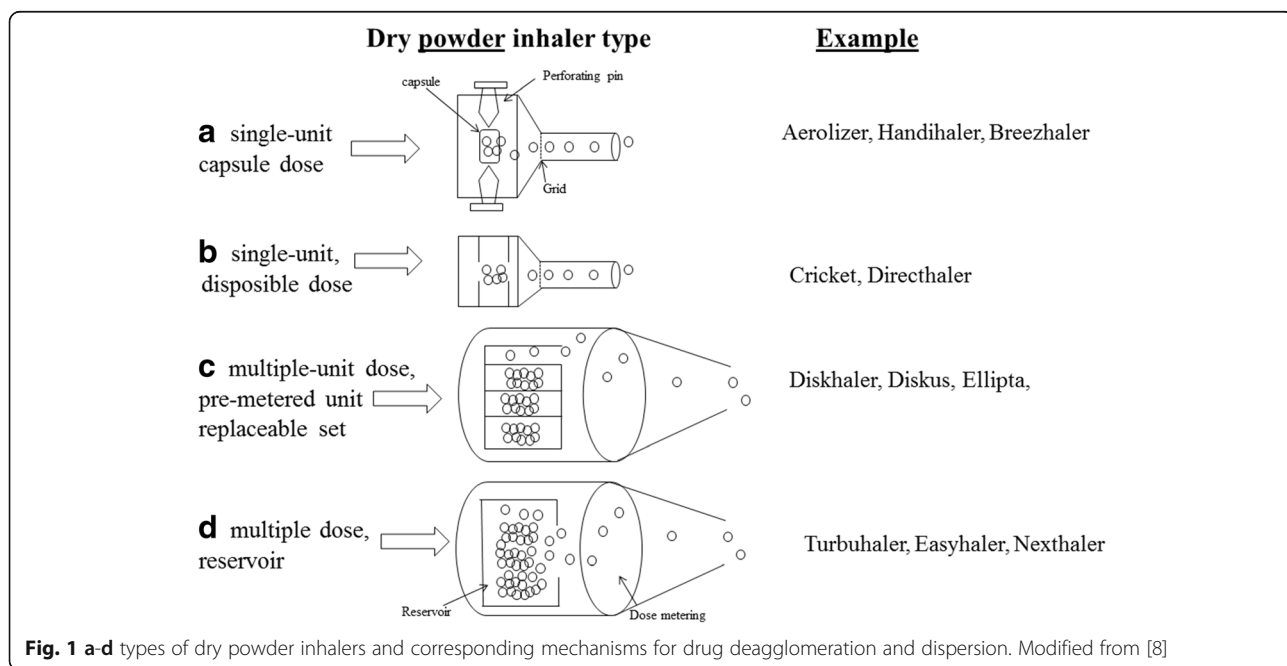 Dry powder inhaler type
Example
capsule
Perforating pin
a single-unit
capsule dose
Grid
Aerolizer, Handihaler, Breezhaler
b single-unit,
disposible dose
Cricket, Directhaler
c multiple-unit dose,
pre-metered unit
replaceable set
Diskhaler, Diskus, Ellipta,
d multiple dose,
reservoir
Reservoir
Dose metering
Turbuhaler, Easyhaler, Nexthaler
Fig. 1 a-d types of dry powder inhalers and corresponding mechanisms for drug deagglomeration and dispersion. Modified from [8]